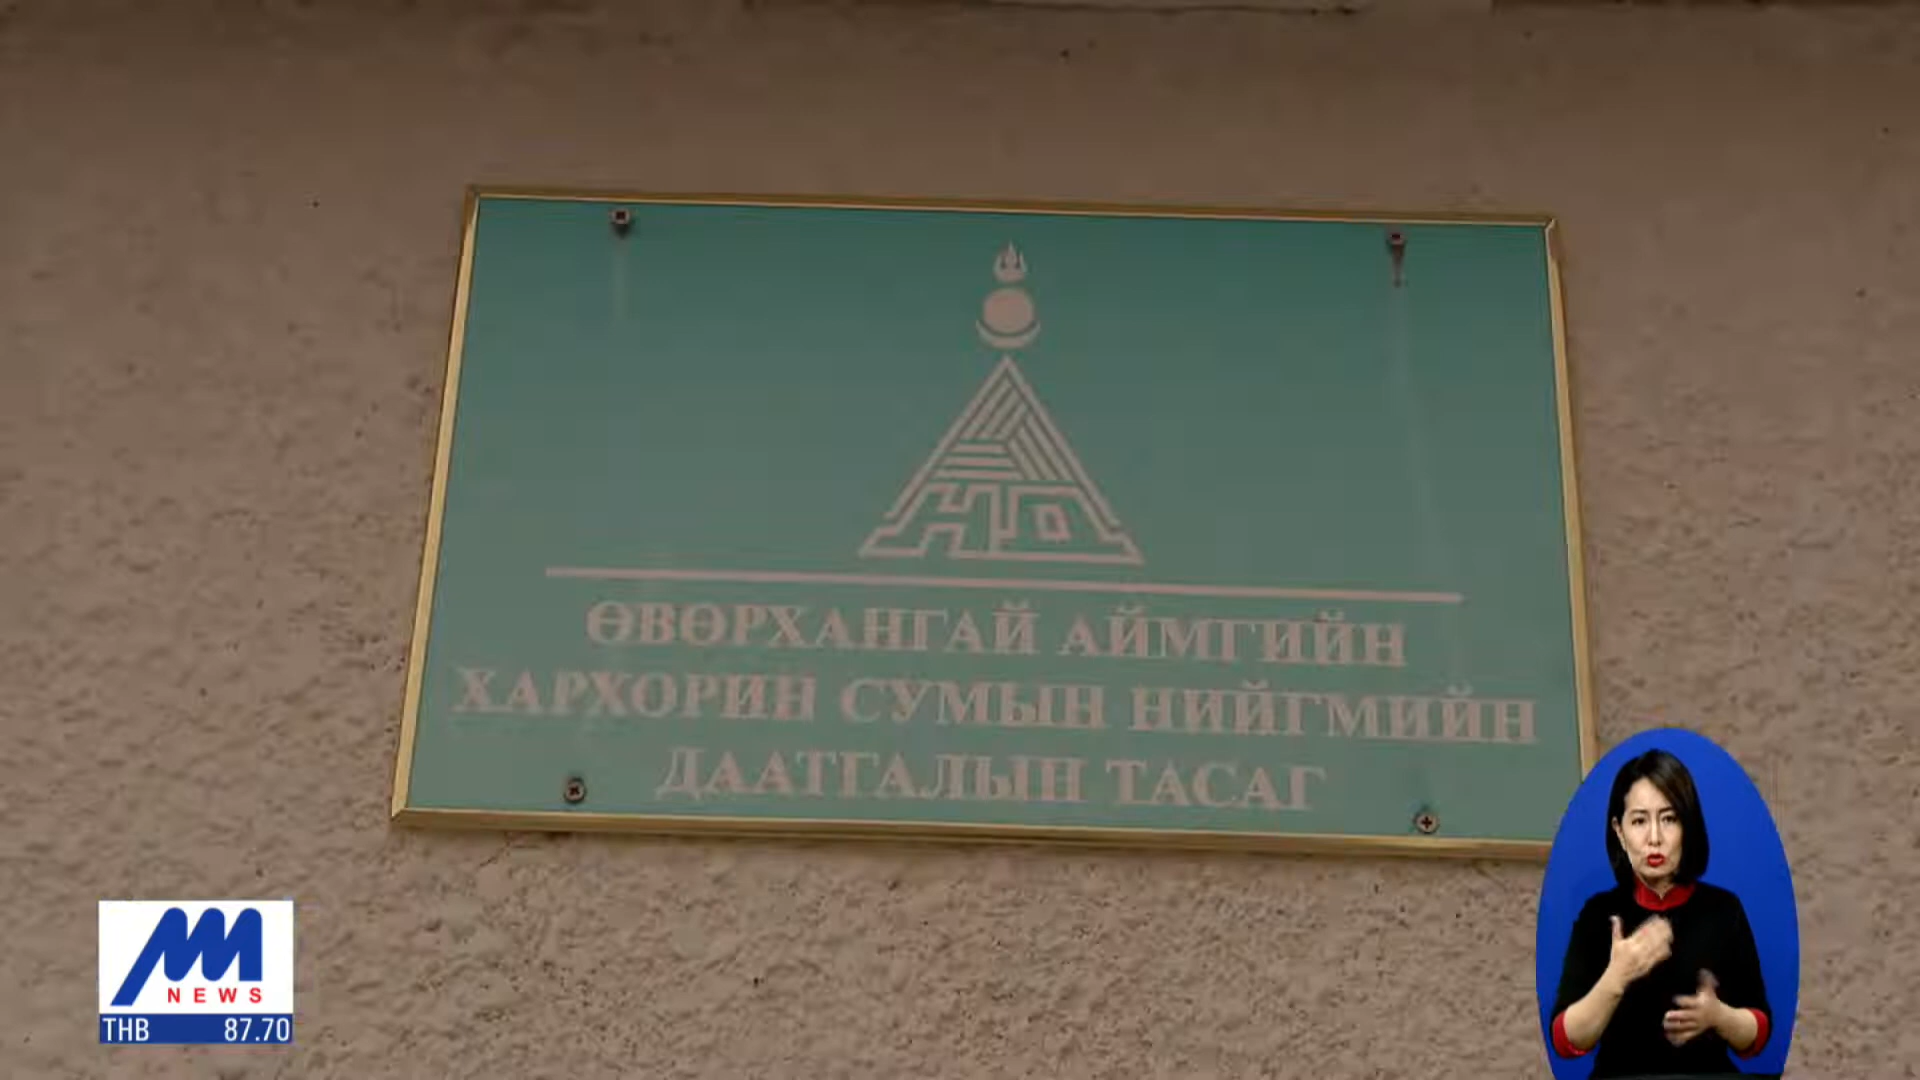 ӨВӨРХАНГАЙ АЙМГИЙН
ХАРХОРИН СУМЫН НИЙГМИЙН
ДААТГАЛЫН ТАСАГ
NEWS
THB 87.70